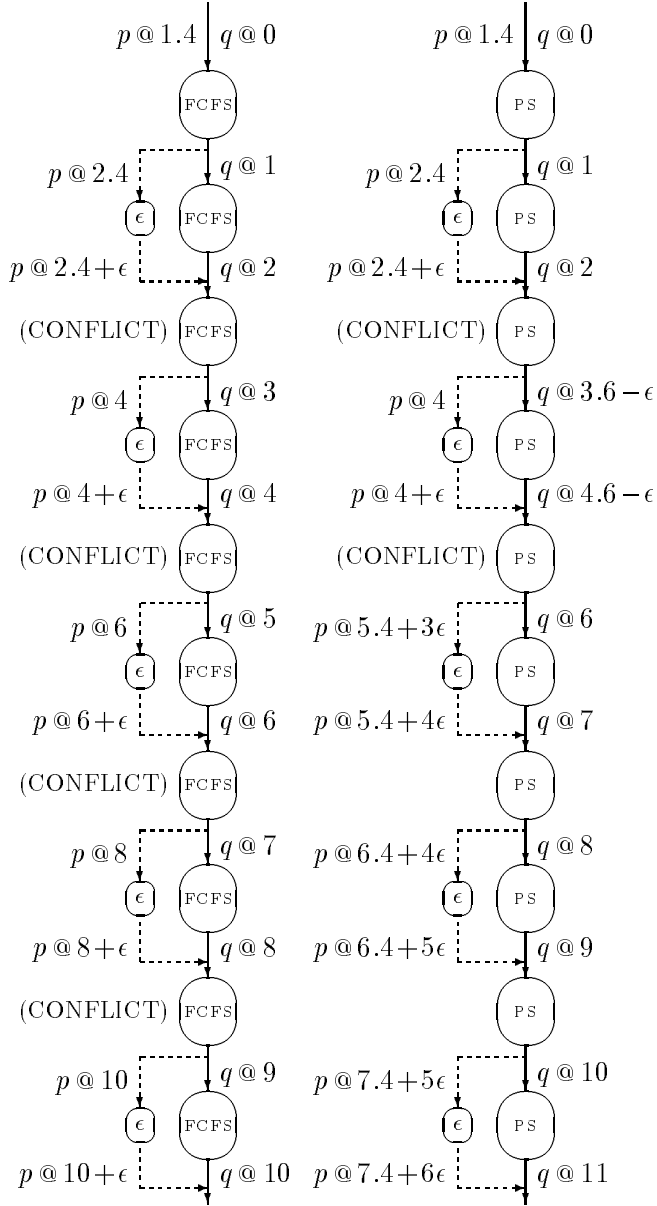 p @ 1.4 q @ 0 p @ 1.4 q @ 0
FCFS PS
q @ 1 q @ 1
p @ 2.4 p @ 2.4
ϵ FCFS ϵ PS
p @ 2.4+ϵ q @ 2 p @ 2.4+ϵ q @ 2
(CONFLICT) FCFS (CONFLICT) PS
p @ 4 q @ 3 p @ 4 q @ 3.6−ϵ
ϵ FCFS ϵ PS
p @ 4+ϵ q @ 4 p @ 4+ϵ q @ 4.6−ϵ
(CONFLICT) FCFS (CONFLICT) PS
p @ 6 q @ 5 p @ 5.4+3ϵ q @ 6
ϵ FCFS ϵ PS
p @ 6+ϵ q @ 6 p @ 5.4+4ϵ q @ 7
(CONFLICT) FCFS PS
p @ 8 q @ 7 p @ 6.4+4ϵ q @ 8
ϵ FCFS ϵ PS
p @ 8+ϵ q @ 8 p @ 6.4+5ϵ q @ 9
(CONFLICT) FCFS PS
p @ 10 q @ 9 p @ 7.4+5ϵ q @ 10
ϵ FCFS ϵ PS
p @ 10+ϵ q @ 10 p @ 7.4+6ϵ q @ 11